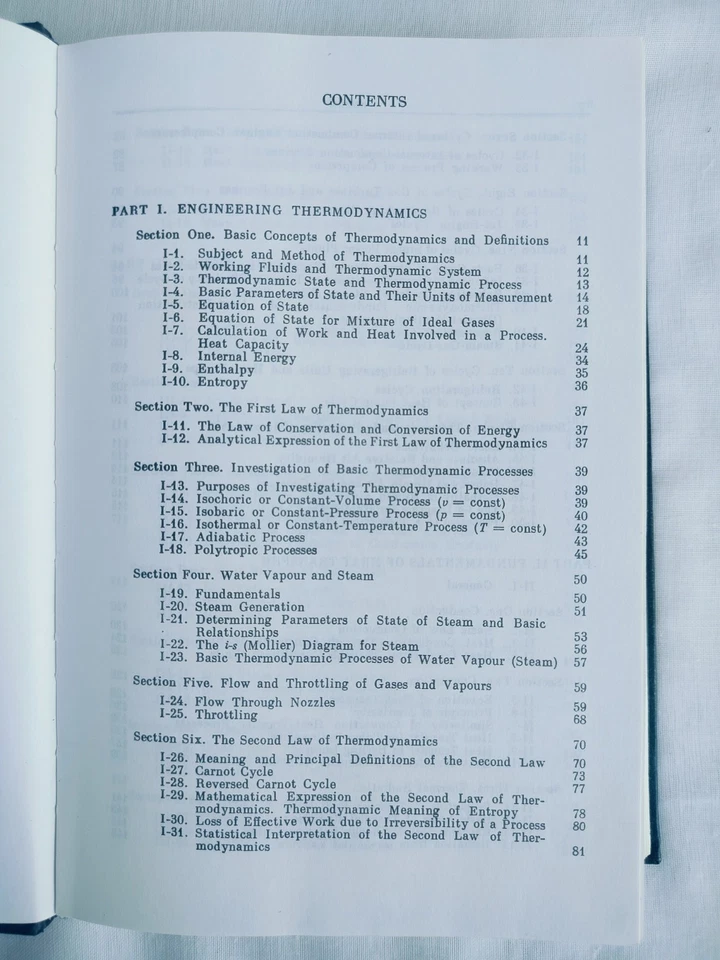 CONTENTS
PART I. ENGINEERING THERMODYNAMICS
Section One. Basic Concepts of Thermodynamics and Definitions 11
I-1. Subject and Method of Thermodynamics 11
I-2. Working Fluids and Thermodynamic System 12
I-3. Thermodynamic State and Thermodynamic Process 13
I-4. Basic Parameters of State and Their Units of Measurement 14
I-5. Equation of State 18
I-6. Equation of State for Mixture of Ideal Gases 21
I-7. Calculation of Work and Heat Involved in a Process.
Heat Capacity 24
I-8. Internal Energy 34
I-9. Enthalpy 35
I-10. Entropy 36
Section Two. The First Law of Thermodynamics 37
I-11. The Law of Conservation and Conversion of Energy 37
I-12. Analytical Expression of the First Law of Thermodynamics 37
Section Three. Investigation of Basic Thermodynamic Processes 39
I-13. Purposes of Investigating Thermodynamic Processes 39
I-14. Isochoric or Constant-Volume Process (v = const) 39
I-15. Isobaric or Constant-Pressure Process (p = const) 40
I-16. Isothermal or Constant-Temperature Process (T = const) 42
I-17. Adiabatic Process 43
I-18. Polytropic Processes 45
Section Four. Water Vapour and Steam 50
I-19. Fundamentals 50
I-20. Steam Generation 51
I-21. Determining Parameters of State of Steam and Basic
Relationships 53
I-22. The i-s (Mollier) Diagram for Steam 56
I-23. Basic Thermodynamic Processes of Water Vapour (Steam) 57
Section Five. Flow and Throttling of Gases and Vapours 59
I-24. Flow Through Nozzles 59
I-25. Throttling 68
Section Six. The Second Law of Thermodynamics 70
I-26. Meaning and Principal Definitions of the Second Law 70
I-27. Carnot Cycle 73
I-28. Reversed Carnot Cycle 77
I-29. Mathematical Expression of the Second Law of Ther-
modynamics. Thermodynamic Meaning of Entropy 78
I-30. Loss of Effective Work due to Irreversibility of a Process 80
I-31. Statistical Interpretation of the Second Law of Ther-
modynamics 81